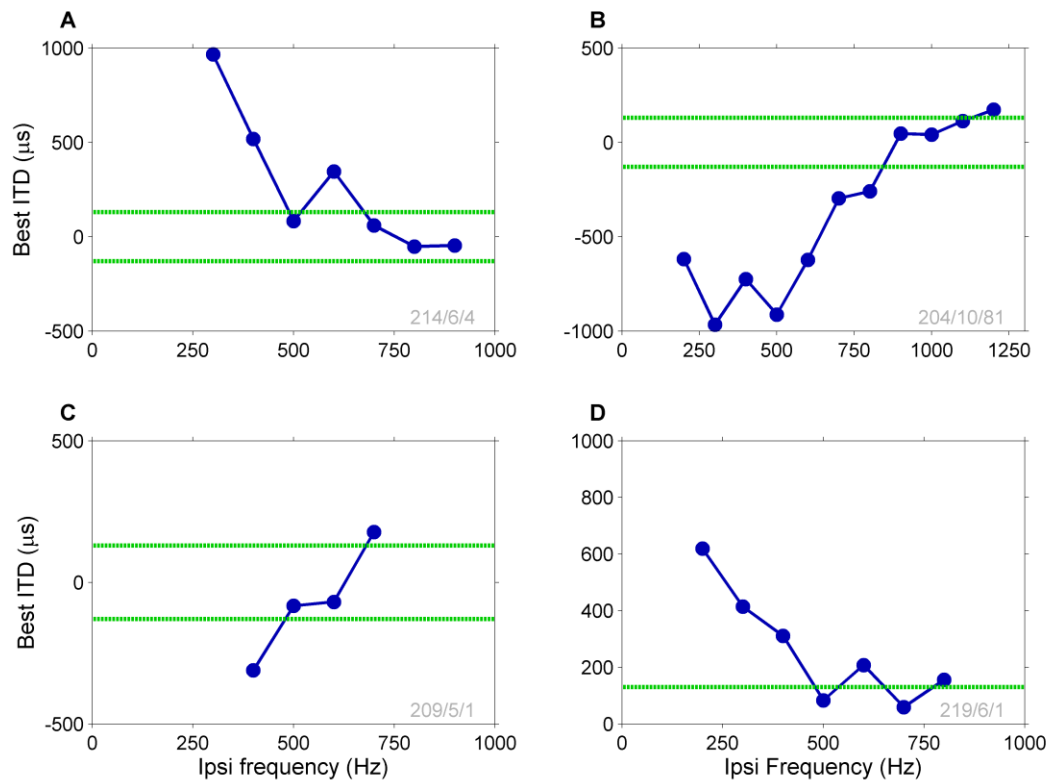 A
1000
500
0
-500
Best ITD (µs)
0 250 500 750 1000
214/6/4
B
500
0
-500
-1000
0 250 500 750 1000 1250
204/10/81
C
500
0
-500
Best ITD (µs)
0 250 500 750 1000
Ipsi frequency (Hz)
209/5/1
D
1000
800
600
400
200
0
0 250 500 750 1000
Ipsi Frequency (Hz)
219/6/1